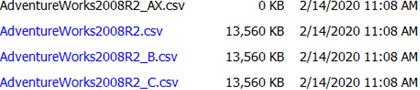 AdventureWorks2008R2_AX.csv 0 KB 2/14/2020 11:08 AM
AdventureWorks2008R2.csv 13,560 KB 2/14/2020 11:08 AM
AdventureWorks2008R2_B.csv 13,560 KB 2/14/2020 11:08 AM
AdventureWorks2008R2_C.csv 13,560 KB 2/14/2020 11:08 AM